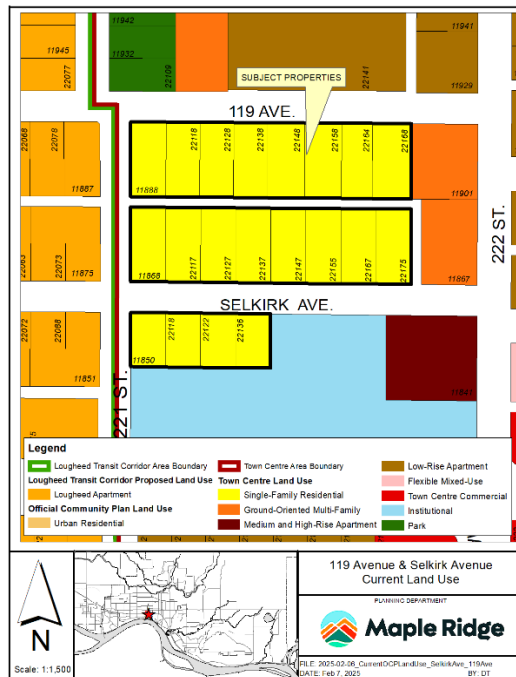 11942
11932
11945
22077
22109
22141
11941
11929
SUBJECT PROPERTIES
119 AVE.
22068
22078
11887
22118
22128
22138
22148
22158
22164
22168
11888
11901
222 ST.
22063
22073
11875
11868
22117
22127
22137
22147
22155
22167
22175
11867
SELKIRK AVE.
22072
22088
11851
22118
22122
22136
11850
11841
221 ST.
Legend
Lougheed Transit Corridor Area Boundary
Lougheed Transit Corridor Proposed Land Use
Lougheed Apartment
Official Community Plan Land Use
Urban Residential
Town Centre Area Boundary
Town Centre Land Use
Single-Family Residential
Ground-Oriented Multi-Family
Medium and High-Rise Apartment
Low-Rise Apartment
Flexible Mixed-Use
Town Centre Commercial
Institutional
Park
N
Scale: 1:1,500
119 Avenue & Selkirk Avenue
Current Land Use
PLANNING DEPARTMENT
Maple Ridge
FILE: 2025-02-06_CurrentOCPLandUse_SelkirkAve_119Ave
DATE: Feb 7, 2025 BY: DT